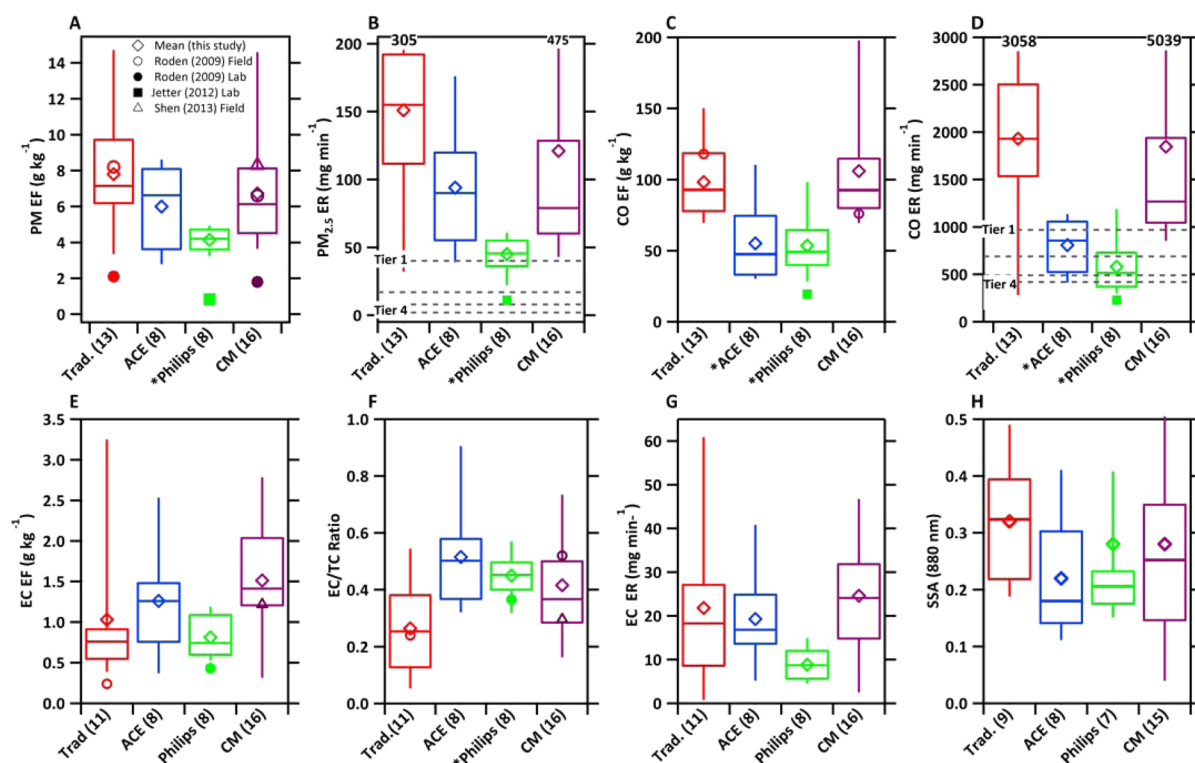 A
PM EF (g kg⁻¹)
14
12
10
8
6
4
2
0
Mean (this study)
Roden (2009) Field
Roden (2009) Lab
Jetter (2012) Lab
Shen (2013) Field
Trad. (13)
ACE (8)
*Philips (8)
CM (16)
B
PM₂.₅ ER (mg min⁻¹)
200
150
100
50
0
305
475
Tier 1
Tier 4
Trad. (13)
ACE (8)
*Philips (8)
CM (16)
C
CO EF (g kg⁻¹)
200
150
100
50
0
Trad. (13)
*ACE (8)
*Philips (8)
CM (16)
D
CO ER (mg min⁻¹)
3000
2500
2000
1500
1000
500
0
3058
5039
Tier 1
Tier 4
Trad. (13)
*ACE (8)
*Philips (8)
CM (16)
E
EC EF (g kg⁻¹)
3.5
3.0
2.5
2.0
1.5
1.0
0.5
0.0
Trad. (11)
ACE (8)
Philips (8)
CM (16)
F
EC/TC Ratio
1.0
0.8
0.6
0.4
0.2
0.0
Trad. (11)
ACE (8)
*Philips (8)
CM (16)
G
EC ER (mg min-¹)
60
50
40
30
20
10
0
Trad. (11)
ACE (8)
Philips (8)
CM (16)
H
SSA (880 nm)
0.5
0.4
0.3
0.2
0.1
0.0
Trad. (9)
ACE (8)
Philips (7)
CM (15)